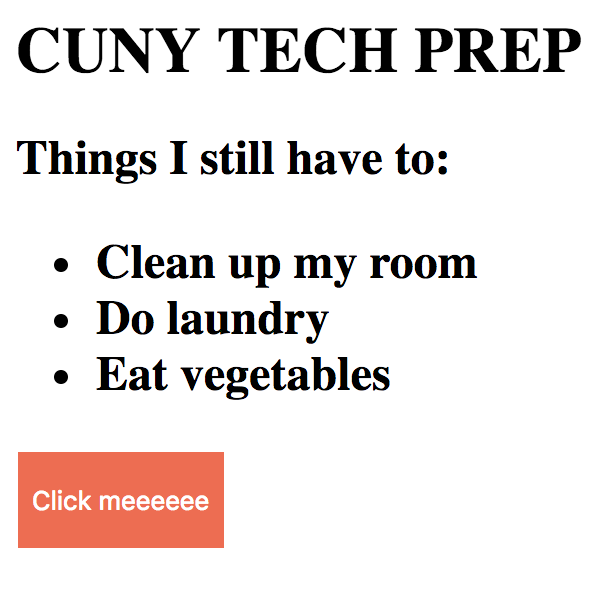 CUNY TECH PREP
Things I still have to:
• Clean up my room
• Do laundry
• Eat vegetables
Click meeeeee